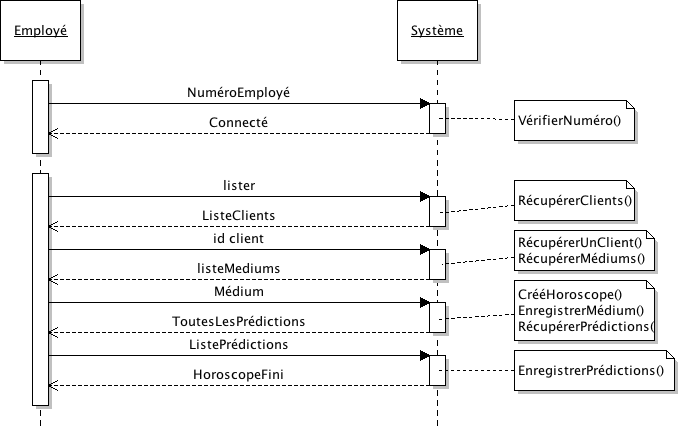 Employé
Système
NuméroEmployé
VérifierNuméro()
Connecté
lister
RécupérerClients()
ListeClients
id client
RécupérerUnClient()
RécupérerMédiums()
listeMediums
Médium
CrééHoroscope()
EnregistrerMédium()
RécupérerPrédictions(
ToutesLesPrédictions
ListePrédictions
EnregistrerPrédictions()
HoroscopeFini